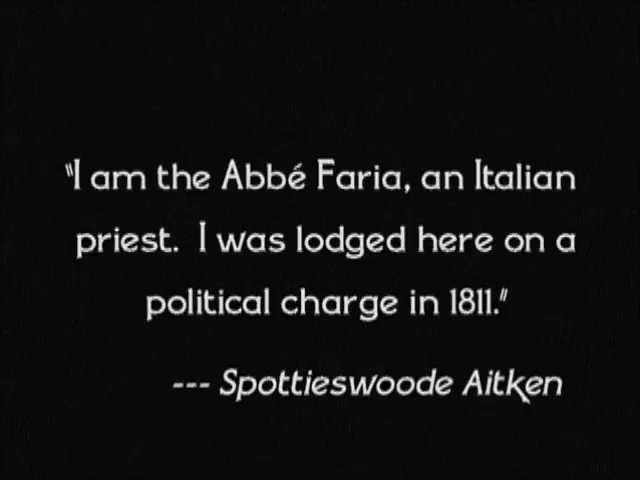 "I am the Abbé Faria, an Italian
priest. I was lodged here on a
political charge in 1811."
--- Spottieswoode Aitken